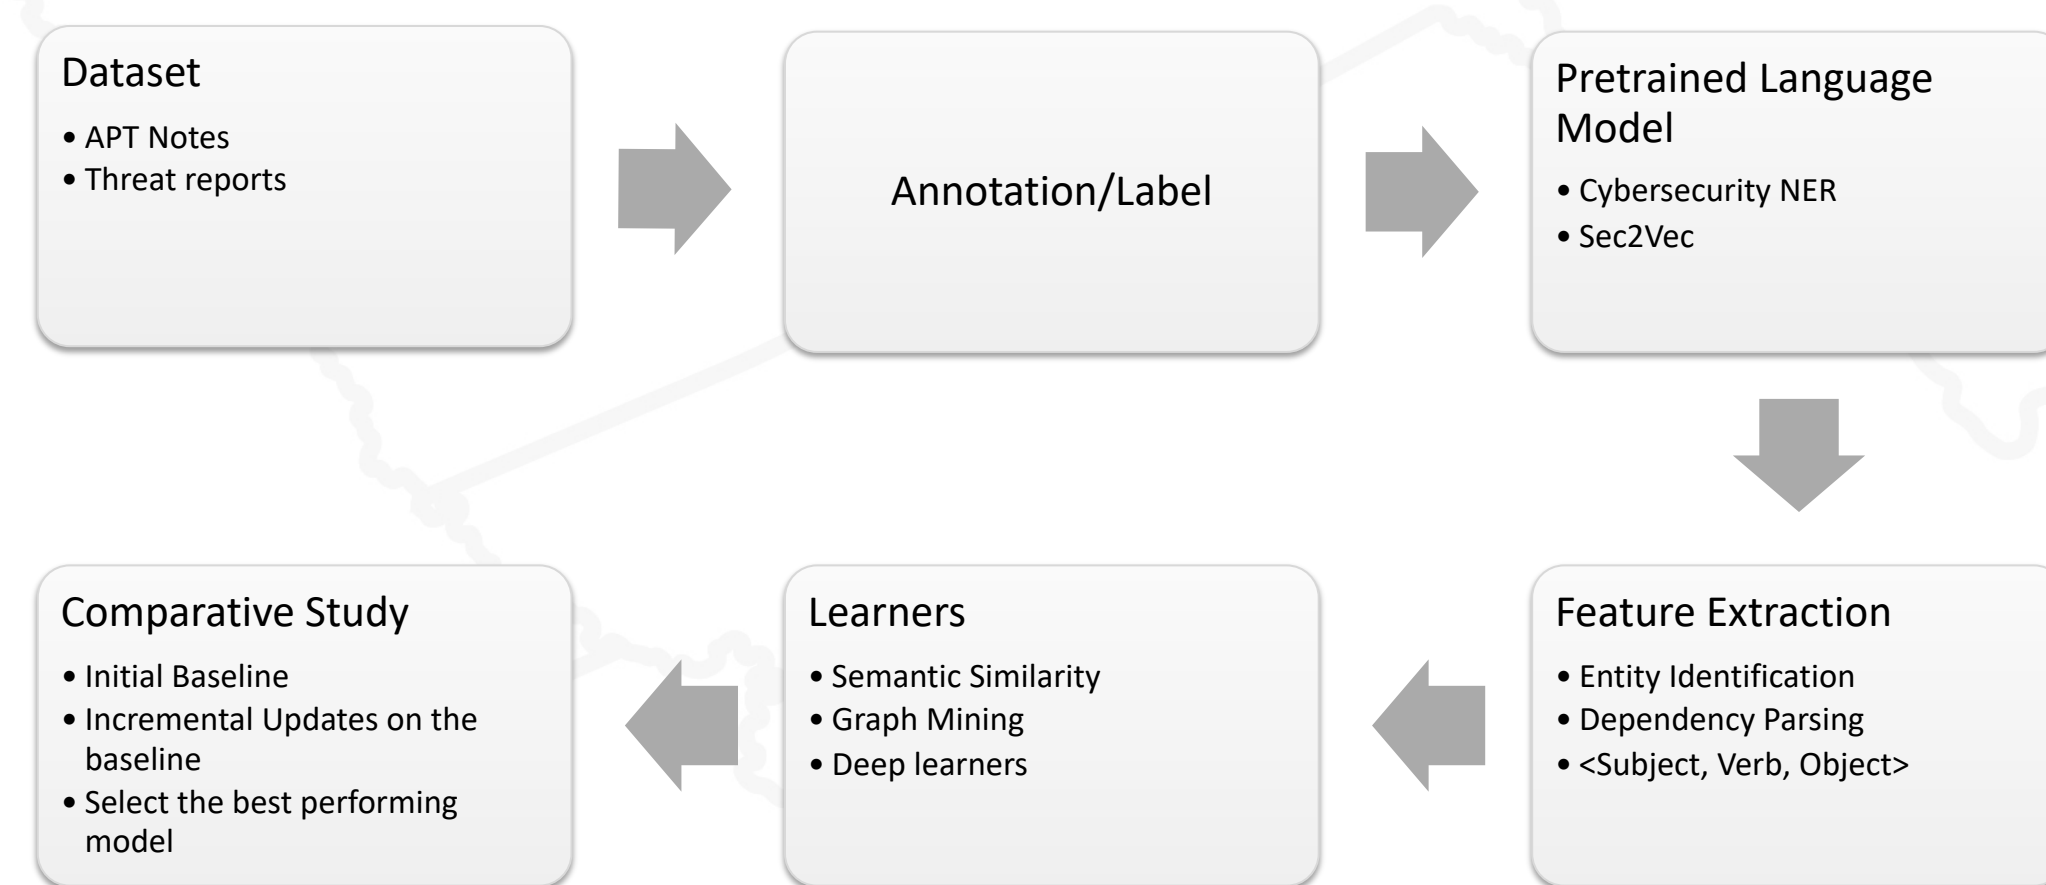 Dataset
• APT Notes
• Threat reports
Annotation/Label
Pretrained Language
Model
• Cybersecurity NER
• Sec2Vec
Feature Extraction
• Entity Identification
• Dependency Parsing
• <Subject, Verb, Object>
Learners
• Semantic Similarity
• Graph Mining
• Deep learners
Comparative Study
• Initial Baseline
• Incremental Updates on the
baseline
• Select the best performing
model